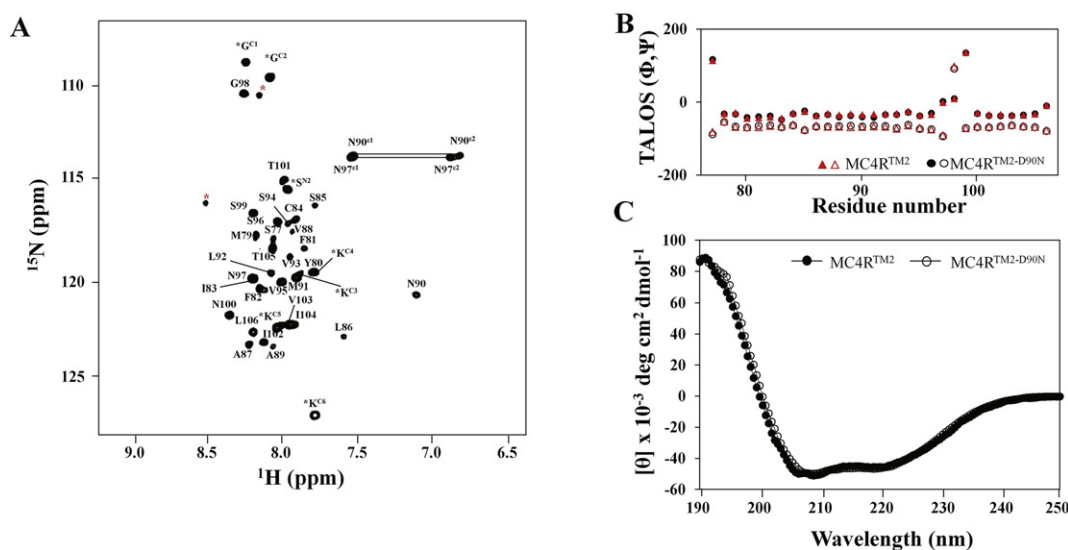 A
*G^C1
*G^C2
G98
*
110
N90^ε1
N90^ε2
N97^ε1
N97^ε2
T101
*S^N2
115
*
S94
C84
S85
S99
S96
S77
V88
F81
M79
T105
V93
Y80
*K^C4
L92
N97
I83
V95
M91
*K^C3
120
F82
N90
N100
V103
L106
*K^C5
I104
I102
L86
A87
A89
125
*K^C6
15N (ppm)
9.0 8.5 8.0 7.5 7.0 6.5
1H (ppm)
B
200
0
-200
TALOS (Φ,Ψ)
MC4R^TM2
MC4R^TM2-D90N
80 90 100
Residue number
C
100
80
60
40
20
0
-20
-40
-60
[θ] x 10^-3 deg cm^2 dmol^-1
MC4R^TM2
MC4R^TM2-D90N
190 200 210 220 230 240 250
Wavelength (nm)